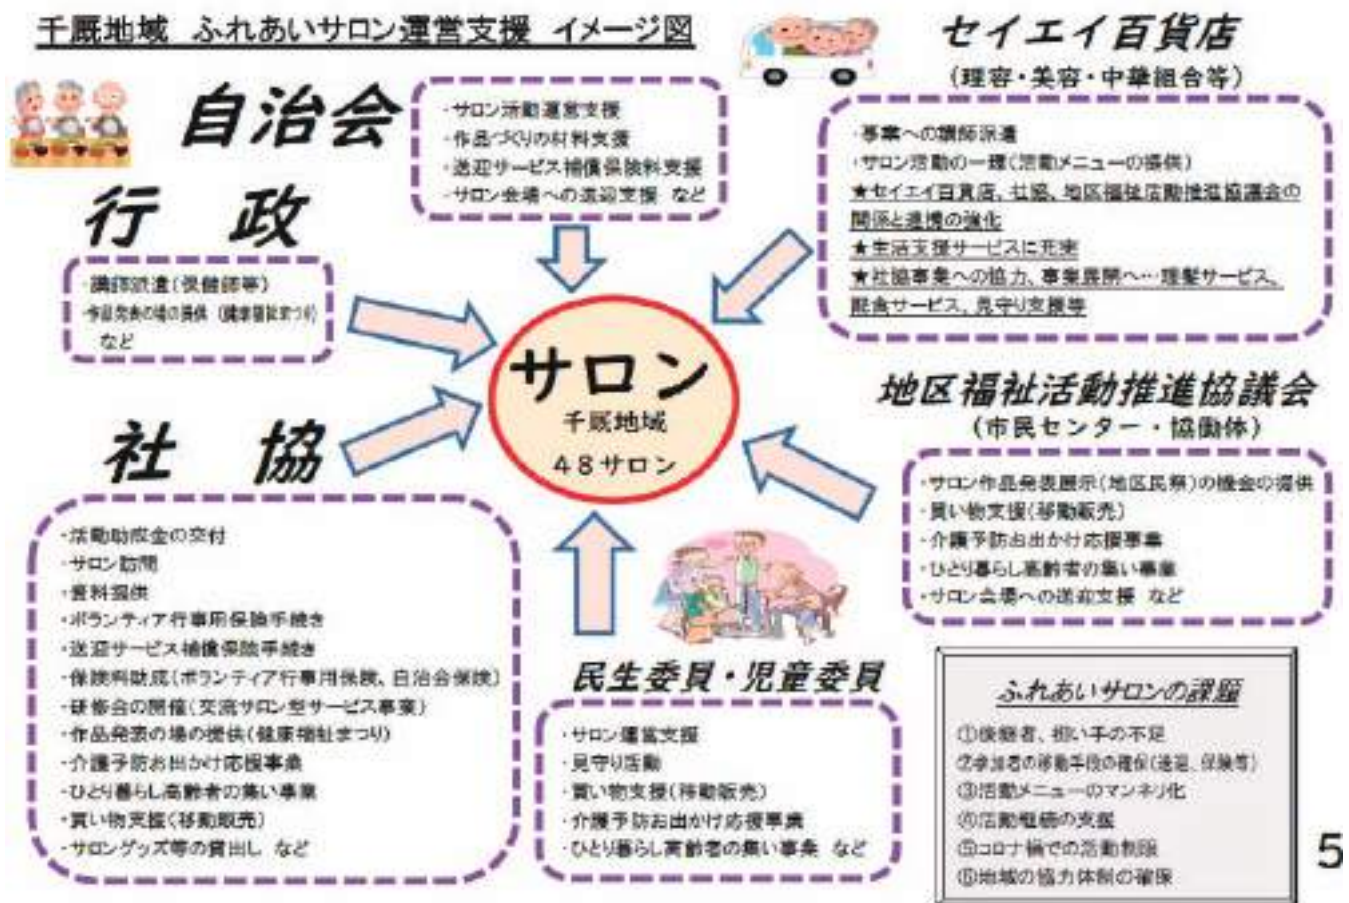 千厩地域 ふれあいサロン運営支援 イメージ図
自治会
・サロン活動運営支援
・作品づくりの材料支援
・送迎サービス補償保険料支援
・サロン会場への送迎支援 など
セイエイ百貨店
(理容・美容・中華組合等)
・事業への講師派遣
・サロン活動の一環(活動メニューの提供)
★セイエイ百貨店、社協、地区福祉活動推進協議会の
関係と連携の強化
★生活支援サービスに充実
★社協事業への協力、事業展開へ…理髪サービス、
配食サービス、見守り支援等
行 政
・講師派遣(保健師等)
・作品発表の場の提供 (健康福祉まつり)
など
サロン
千厩地域
48サロン
社 協
・活動助成金の交付
・サロン訪問
・資料提供
・ボランティア行事用保険手続き
・送迎サービス補償保険手続き
・保険料助成(ボランティア行事用保険、自治会保険)
・研修会の開催(交流サロン型サービス事業)
・作品発表の場の提供(健康福祉まつり)
・介護予防お出かけ応援事業
・ひとり暮らし高齢者の集い事業
・買い物支援(移動販売)
・サロングッズ等の貸出し など
民生委員・児童委員
・サロン運営支援
・見守り活動
・買い物支援(移動販売)
・介護予防お出かけ応援事業
・ひとり暮らし高齢者の集い事業 など
地区福祉活動推進協議会
(市民センター・協働体)
・サロン作品発表展示(地区民祭)の機会の提供
・買い物支援(移動販売)
・介護予防お出かけ応援事業
・ひとり暮らし高齢者の集い事業
・サロン会場への送迎支援 など
ふれあいサロンの課題
①後継者、担い手の不足
②参加者の移動手段の確保(送迎、保険等)
③活動メニューのマンネリ化
④活動継続の支援
⑤コロナ禍での活動制限
⑥地域の協力体制の確保
5